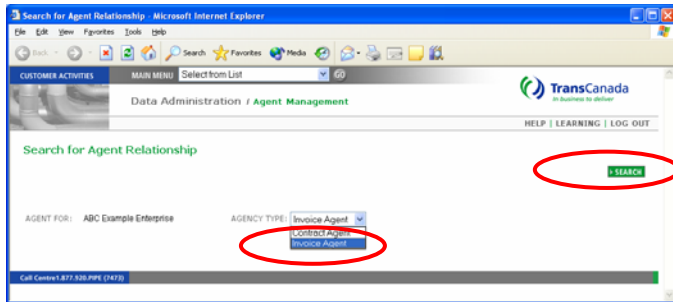 Search for Agent Relationship - Microsoft Internet Explorer
File Edit View Favorites Tools Help
Back Search Favorites Media
CUSTOMER ACTIVITIES MAIN MENU Select from List GO
TransCanada
In business to deliver
Data Administration / Agent Management
HELP | LEARNING | LOG OUT
Search for Agent Relationship
SEARCH
AGENT FOR: ABC Example Enterprise AGENCY TYPE: Invoice Agent
Contract Agent
Invoice Agent
Call Centre1.877.920.PIPE (7473)